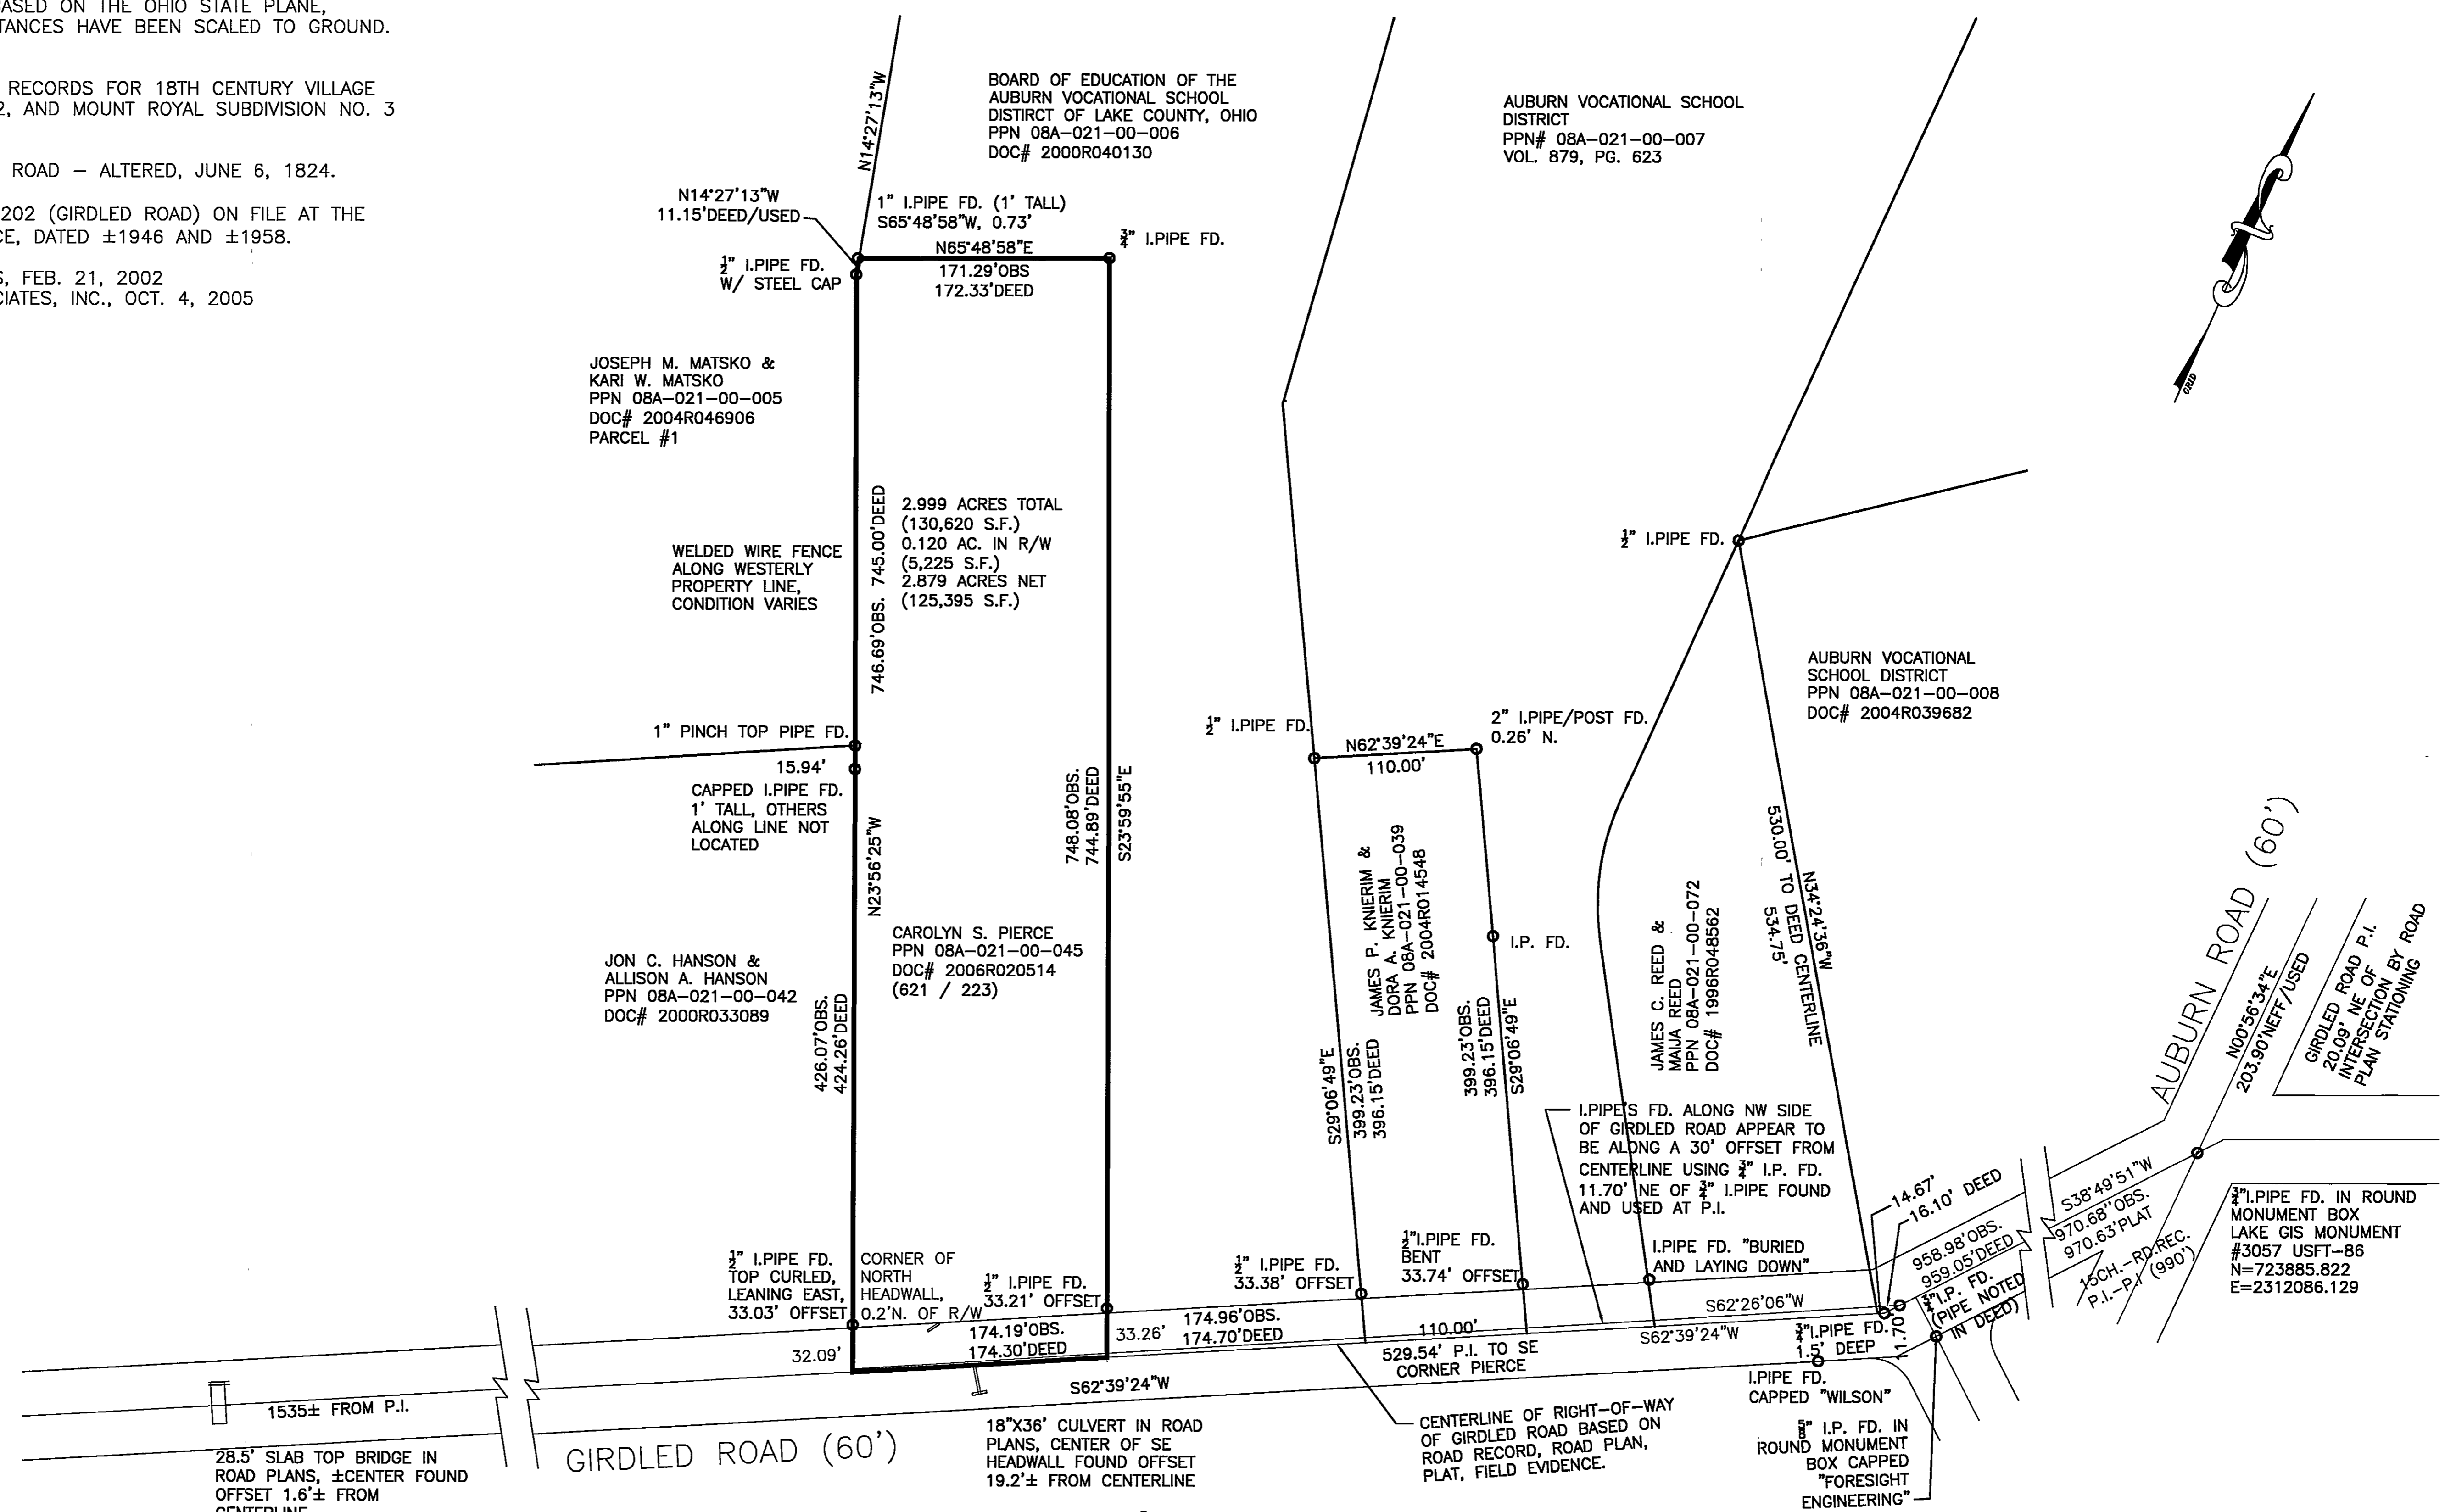 BASED ON THE OHIO STATE PLANE,
TANCES HAVE BEEN SCALED TO GROUND.
RECORDS FOR 18TH CENTURY VILLAGE
2, AND MOUNT ROYAL SUBDIVISION NO. 3
ROAD – ALTERED, JUNE 6, 1824.
202 (GIRDLED ROAD) ON FILE AT THE
CE, DATED ±1946 AND ±1958.
S, FEB. 21, 2002
CIATES, INC., OCT. 4, 2005
N14°27'13"W
BOARD OF EDUCATION OF THE
AUBURN VOCATIONAL SCHOOL
DISTIRCT OF LAKE COUNTY, OHIO
PPN 08A–021–00–006
DOC# 2000R040130
AUBURN VOCATIONAL SCHOOL
DISTRICT
PPN# 08A–021–00–007
VOL. 879, PG. 623
GRID
N14°27'13"W
11.15'DEED/USED
1" I.PIPE FD. (1' TALL)
S65°48'58"W, 0.73'
3/4" I.PIPE FD.
N65°48'58"E
171.29'OBS
172.33'DEED
1/2" I.PIPE FD.
W/ STEEL CAP
JOSEPH M. MATSKO &
KARI W. MATSKO
PPN 08A–021–00–005
DOC# 2004R046906
PARCEL #1
746.69'OBS. 745.00'DEED
2.999 ACRES TOTAL
(130,620 S.F.)
0.120 AC. IN R/W
(5,225 S.F.)
2.879 ACRES NET
(125,395 S.F.)
WELDED WIRE FENCE
ALONG WESTERLY
PROPERTY LINE,
CONDITION VARIES
1/2" I.PIPE FD.
AUBURN VOCATIONAL
SCHOOL DISTRICT
PPN 08A–021–00–008
DOC# 2004R039682
1" PINCH TOP PIPE FD.
15.94'
CAPPED I.PIPE FD.
1' TALL, OTHERS
ALONG LINE NOT
LOCATED
N23°56'25"W
748.08'OBS.
744.89'DEED
S23°59'55"E
1/2" I.PIPE FD.
N62°39'24"E
110.00'
2" I.PIPE/POST FD.
0.26' N.
I.P. FD.
CAROLYN S. PIERCE
PPN 08A–021–00–045
DOC# 2006R020514
(621 / 223)
JON C. HANSON &
ALLISON A. HANSON
PPN 08A–021–00–042
DOC# 2000R033089
426.07'OBS.
424.26'DEED
JAMES P. KNIERIM &
DORA A. KNIERIM
PPN 08A–021–00–039
DOC# 2004R014548
S29°06'49"E
399.23'OBS.
396.15'DEED
399.23'OBS.
396.15'DEED
S29°06'49"E
JAMES C. REED &
MAIJA REED
PPN 08A–021–00–072
DOC# 1996R048562
N34°24'36"W
530.00' TO DEED CENTERLINE
534.75'
AUBURN ROAD (60')
N00°56'34"E
203.90'NEFF/USED
GIRDLED ROAD P.I.
20.09' NE OF
INTERSECTION BY ROAD
PLAN STATIONING
I.PIPE'S FD. ALONG NW SIDE
OF GIRDLED ROAD APPEAR TO
BE ALONG A 30' OFFSET FROM
CENTERLINE USING 3/4" I.P. FD.
11.70' NE OF 3/4" I.PIPE FOUND
AND USED AT P.I.
14.67'
16.10' DEED
S38°49'51"W
970.68''OBS.
970.63'PLAT
958.98'OBS.
959.05'DEED
3/4"I.P. FD.
(PIPE NOTED
IN DEED)
15CH.–RD.REC.
P.I.–P.I (990')
3/4"I.PIPE FD. IN ROUND
MONUMENT BOX
LAKE GIS MONUMENT
#3057 USFT–86
N=723885.822
E=2312086.129
1/2" I.PIPE FD.
TOP CURLED,
LEANING EAST,
33.03' OFFSET
CORNER OF
NORTH
HEADWALL,
0.2'N. OF R/W
1/2" I.PIPE FD.
33.21' OFFSET
1/2" I.PIPE FD.
33.38' OFFSET
1/2"I.PIPE FD.
BENT
33.74' OFFSET
I.PIPE FD. "BURIED
AND LAYING DOWN"
32.09'
174.19'OBS.
174.30'DEED
33.26'
174.96'OBS.
174.70'DEED
110.00'
S62°26'06"W
S62°39'24"W
529.54' P.I. TO SE
CORNER PIERCE
3/4"I.PIPE FD.
1.5' DEEP
11.70'
I.PIPE FD.
CAPPED "WILSON"
S62°39'24"W
1535± FROM P.I.
28.5' SLAB TOP BRIDGE IN
ROAD PLANS, ±CENTER FOUND
OFFSET 1.6'± FROM
CENTERLINE
GIRDLED ROAD (60')
18"X36' CULVERT IN ROAD
PLANS, CENTER OF SE
HEADWALL FOUND OFFSET
19.2'± FROM CENTERLINE
CENTERLINE OF RIGHT–OF–WAY
OF GIRDLED ROAD BASED ON
ROAD RECORD, ROAD PLAN,
PLAT, FIELD EVIDENCE.
5/8" I.P. FD. IN
ROUND MONUMENT
BOX CAPPED
"FORESIGHT
ENGINEERING"